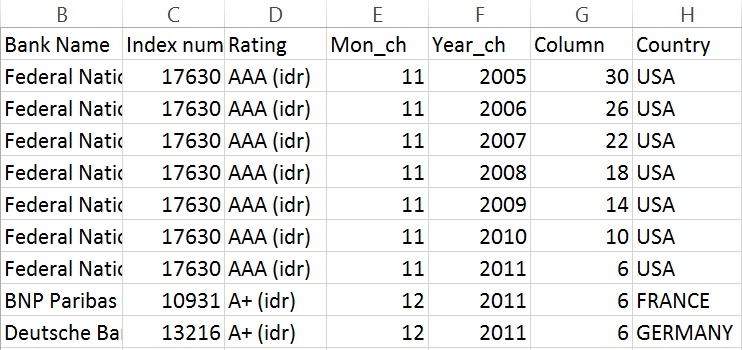 B C D E F G H
Bank Name Index num Rating Mon_ch Year_ch Column Country
Federal Natio 17630 AAA (idr) 11 2005 30 USA
Federal Natio 17630 AAA (idr) 11 2006 26 USA
Federal Natio 17630 AAA (idr) 11 2007 22 USA
Federal Natio 17630 AAA (idr) 11 2008 18 USA
Federal Natio 17630 AAA (idr) 11 2009 14 USA
Federal Natio 17630 AAA (idr) 11 2010 10 USA
Federal Natio 17630 AAA (idr) 11 2011 6 USA
BNP Paribas 10931 A+ (idr) 12 2011 6 FRANCE
Deutsche Ba 13216 A+ (idr) 12 2011 6 GERMANY